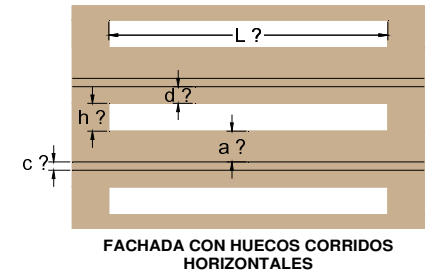 L ?
d ?
h ?
a ?
c ?
FACHADA CON HUECOS CORRIDOS
HORIZONTALES